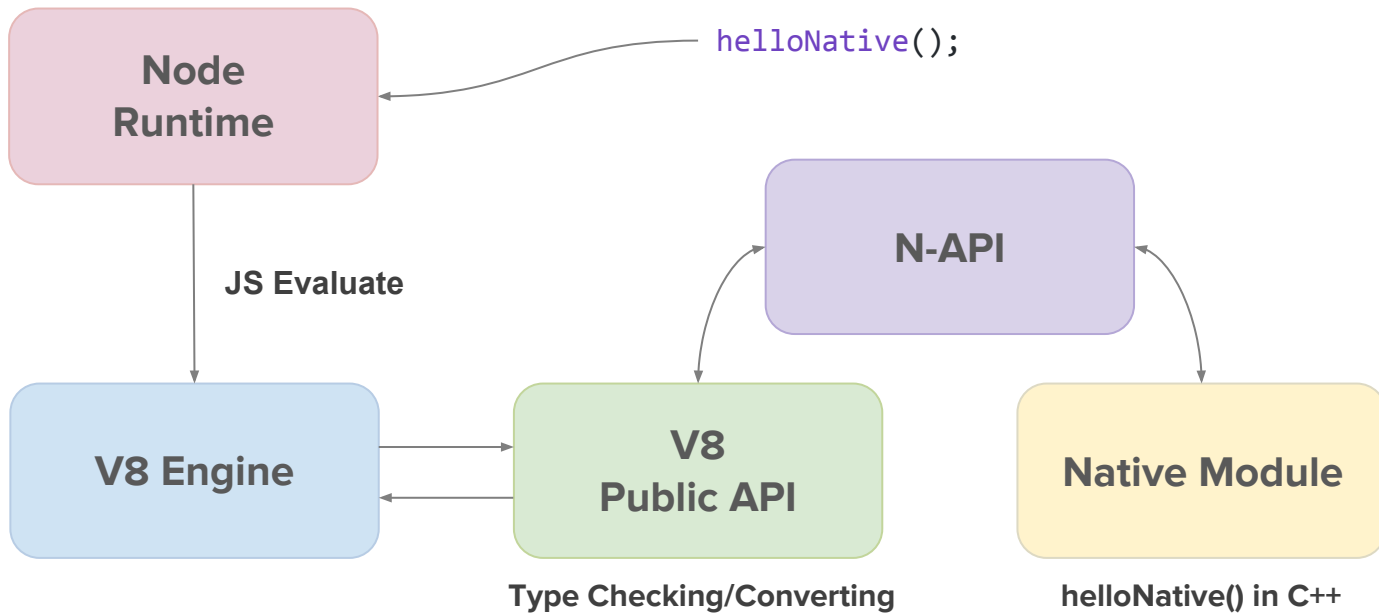 helloNative();
Node
Runtime
N-API
JS Evaluate
V8 Engine
V8
Public API
Native Module
Type Checking/Converting
helloNative() in C++